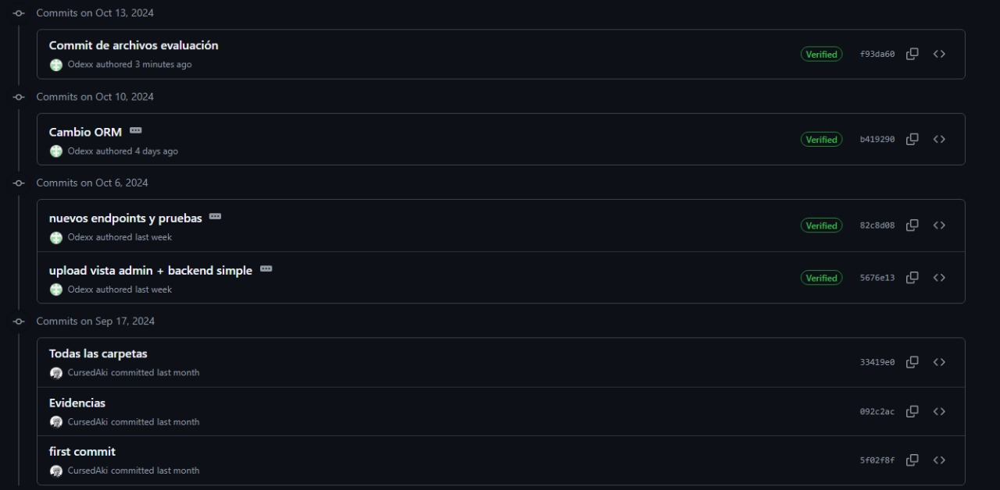 Commits on Oct 13, 2024
Commit de archivos evaluación
Odexx authored 3 minutes ago
Verified
f93da60
Commits on Oct 10, 2024
Cambio ORM
Odexx authored 4 days ago
Verified
b419290
Commits on Oct 6, 2024
nuevos endpoints y pruebas
Odexx authored last week
Verified
82c8d08
upload vista admin + backend simple
Odexx authored last week
Verified
5676e13
Commits on Sep 17, 2024
Todas las carpetas
CursedAki committed last month
33419e0
Evidencias
CursedAki committed last month
092c2ac
first commit
CursedAki committed last month
5f02f8f